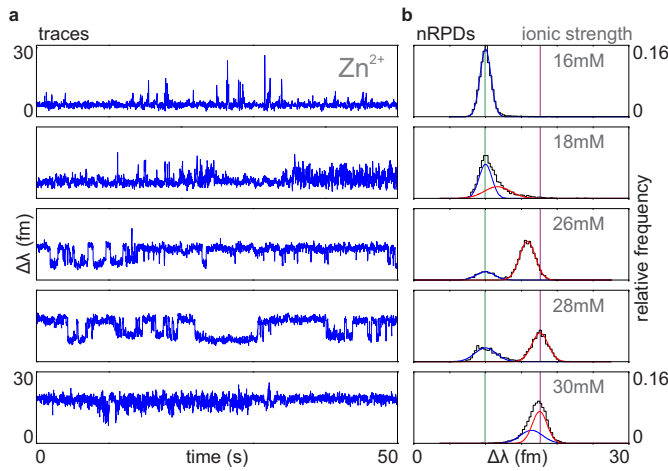 a
b
traces
nRPDs
ionic strength
30
Zn²⁺
16mM
0.16
0
0
18mM
Δλ (fm)
26mM
relative frequency
28mM
30
30mM
0.16
0
0
0
time (s)
50
0
Δλ (fm)
30